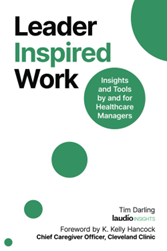 Leader
Inspired
Work
Insights
and Tools
by and for
Healthcare
Managers
Tim Darling
laudio INSIGHTS
Foreword by K. Kelly Hancock
Chief Caregiver Officer, Cleveland Clinic